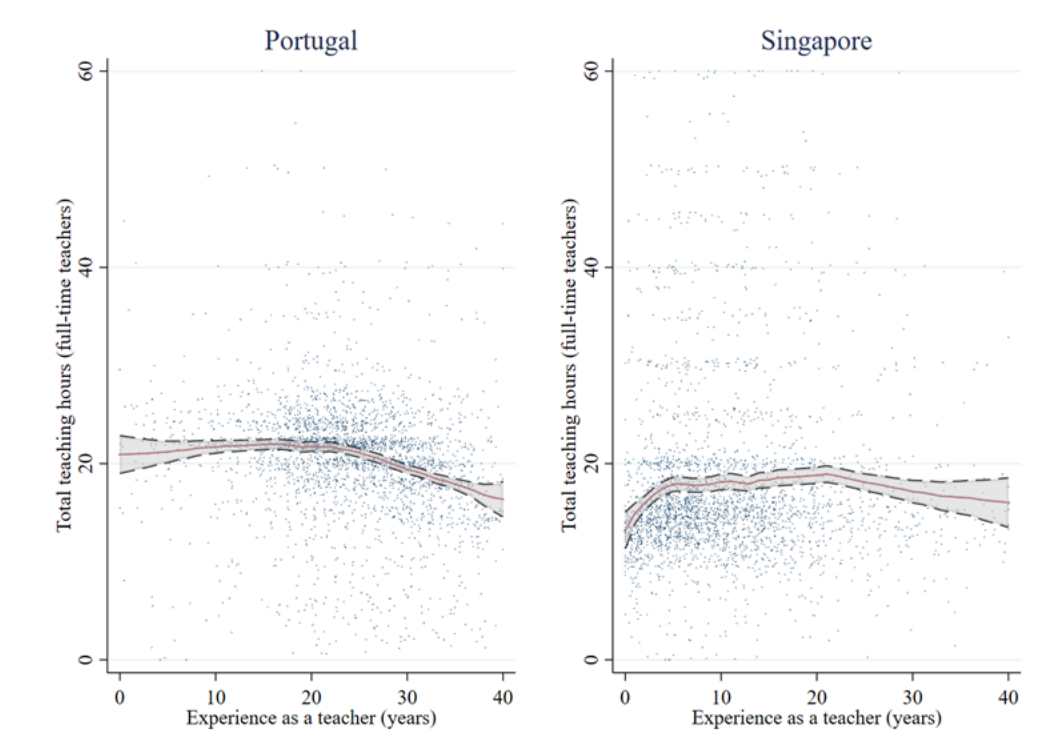 Portugal
Total teaching hours (full-time teachers)
60
40
20
0
0 10 20 30 40
Experience as a teacher (years)
Singapore
Total teaching hours (full-time teachers)
60
40
20
0
0 10 20 30 40
Experience as a teacher (years)